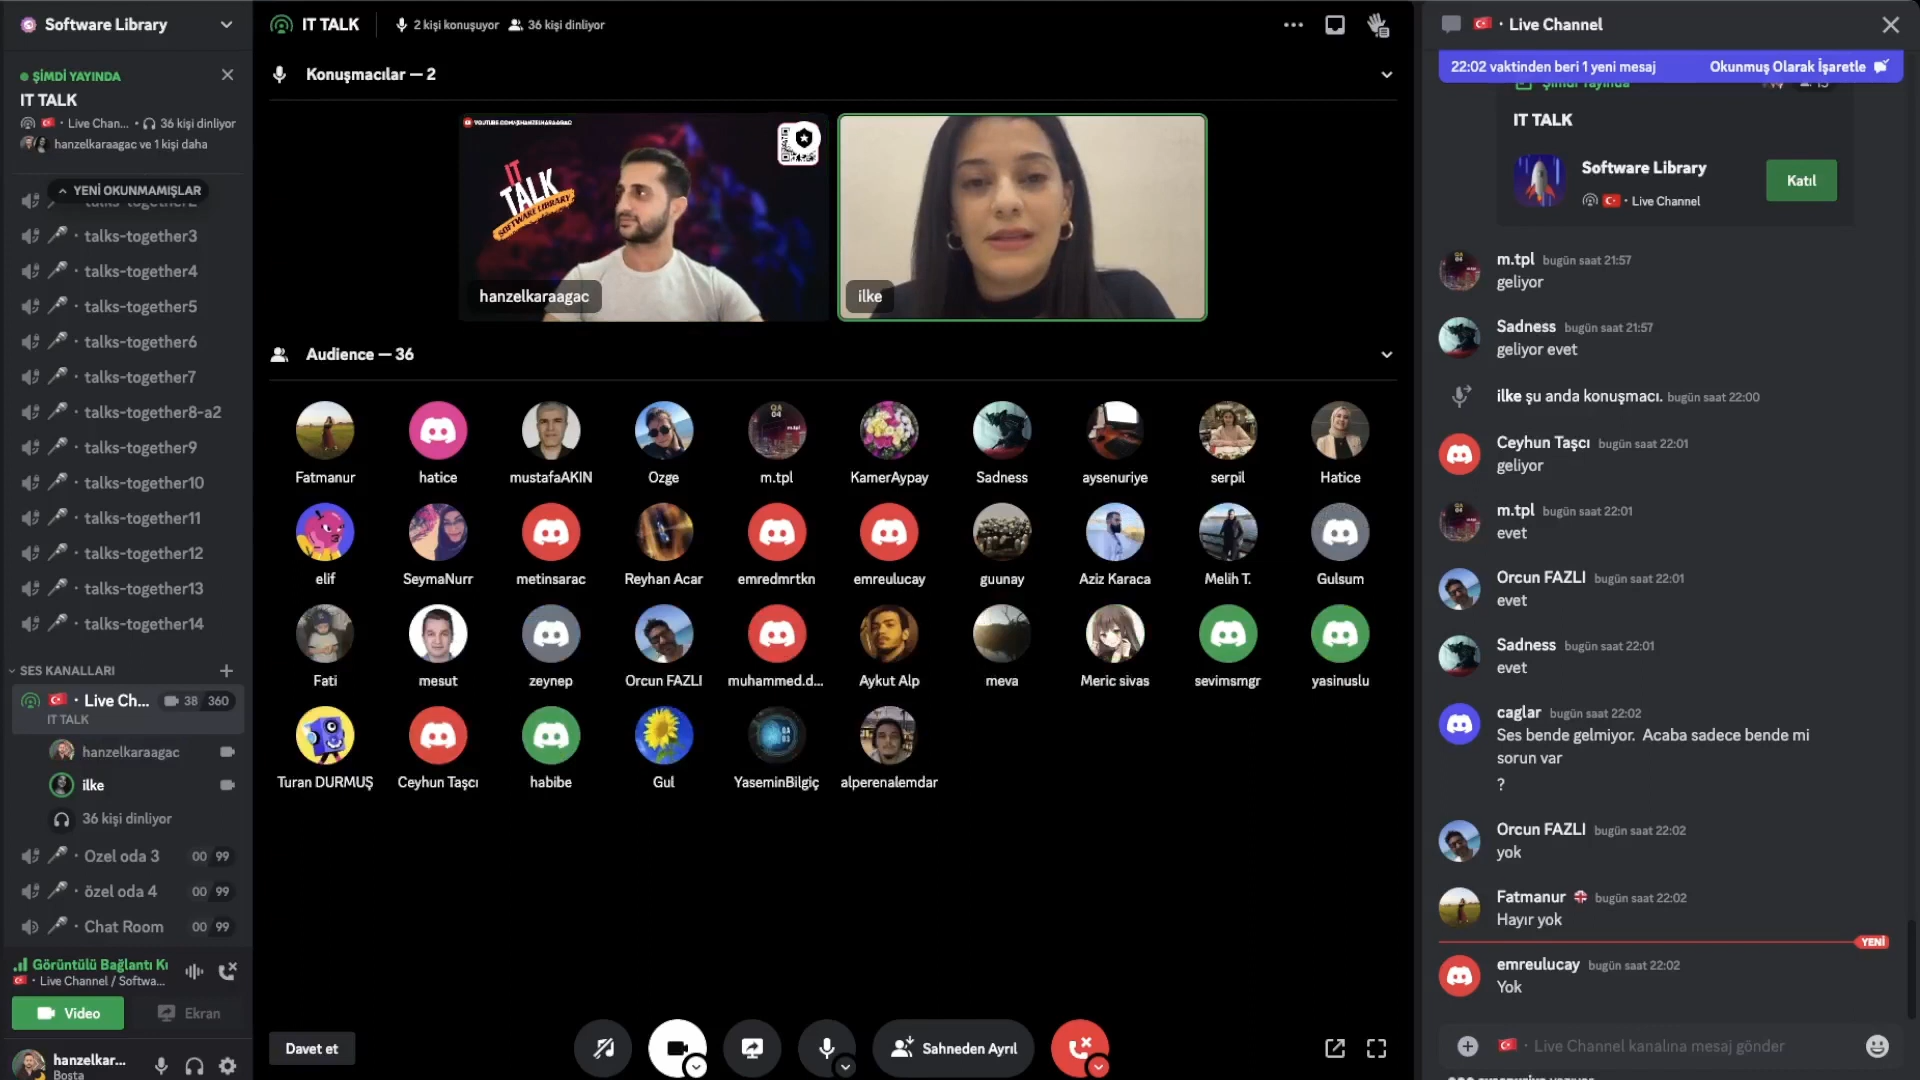 Software Library
ŞİMDİ YAYINDA
IT TALK
· Live Chan... • 36 kişi dinliyor
hanzelkaraagac ve 1 kişi daha
YENİ OKUNMAMIŞLAR
talks-together2
· talks-together3
· talks-together4
· talks-together5
· talks-together6
· talks-together7
· talks-together8-a2
· talks-together9
· talks-together10
· talks-together11
· talks-together12
· talks-together13
· talks-together14
SES KANALLARI
· Live Ch... 38 360
IT TALK
hanzelkaraagac
ilke
36 kişi dinliyor
· Ozel oda 3 00 99
· özel oda 4 00 99
· Chat Room 00 99
Görüntülü Bağlantı Kı
· Live Channel / Softwa...
Video
Ekran
hanzelkar...
Bosta
IT TALK
2 kişi konuşuyor 36 kişi dinliyor
Konuşmacılar — 2
YOUTUBE.COM/@HANZELKARAAGAC
IT
TALK
SOFTWARE LIBRARY
hanzelkaraagac
ilke
Audience — 36
Fatmanur hatice mustafaAKIN Ozge m.tpl KamerAypay Sadness aysenuriye serpil Hatice
elif SeymaNurr metinsarac Reyhan Acar emredmrtkn emreulucay guunay Aziz Karaca Melih T. Gulsum
Fati mesut zeynep Orcun FAZLI muhammed.d... Aykut Alp meva Meric sivas sevimsmgr yasinuslu
Turan DURMUŞ Ceyhun Taşcı habibe Gul YaseminBilgiç alperenalemdar
Davet et
Sahneden Ayrıl
· Live Channel
22:02 vaktinden beri 1 yeni mesaj Okunmuş Olarak İşaretle
Şimdi Yayında
IT TALK
Software Library
· Live Channel
Katıl
m.tpl bugün saat 21:57
geliyor
Sadness bugün saat 21:57
geliyor evet
ilke şu anda konuşmacı. bugün saat 22:00
Ceyhun Taşcı bugün saat 22:01
geliyor
m.tpl bugün saat 22:01
evet
Orcun FAZLI bugün saat 22:01
evet
Sadness bugün saat 22:01
evet
caglar bugün saat 22:02
Ses bende gelmiyor. Acaba sadece bende mi
sorun var
?
Orcun FAZLI bugün saat 22:02
yok
Fatmanur bugün saat 22:02
Hayır yok
YENİ
emreulucay bugün saat 22:02
Yok
· Live Channel kanalına mesaj gönder